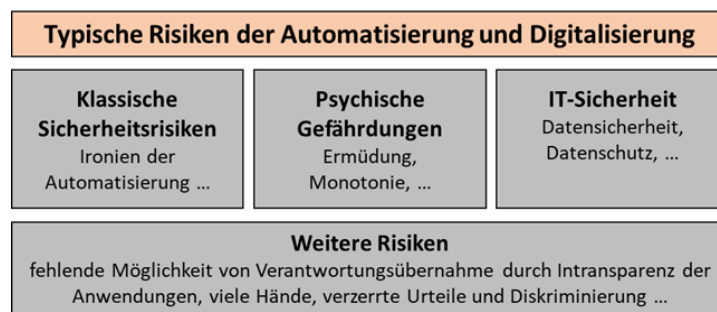 Typische Risiken der Automatisierung und Digitalisierung
Klassische
Sicherheitsrisiken
Ironien der
Automatisierung ...
Psychische
Gefährdungen
Ermüdung,
Monotonie, ...
IT-Sicherheit
Datensicherheit,
Datenschutz, ...
Weitere Risiken
fehlende Möglichkeit von Verantwortungsübernahme durch Intransparenz der
Anwendungen, viele Hände, verzerrte Urteile und Diskriminierung ...